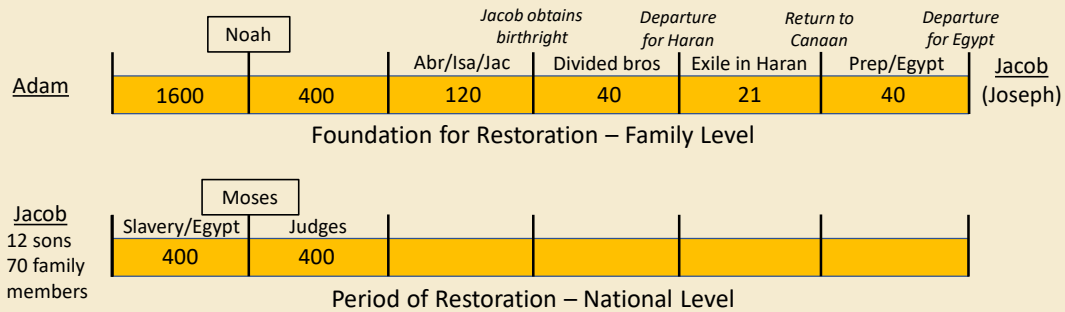 Jacob obtains
birthright
Departure
for Haran
Return to
Canaan
Departure
for Egypt
Noah
Adam
Abr/Isa/Jac
Divided bros
Exile in Haran
Prep/Egypt
Jacob
(Joseph)
1600
400
120
40
21
40
Foundation for Restoration – Family Level
Moses
Jacob
12 sons
70 family
members
Slavery/Egypt
Judges
400
400
Period of Restoration – National Level